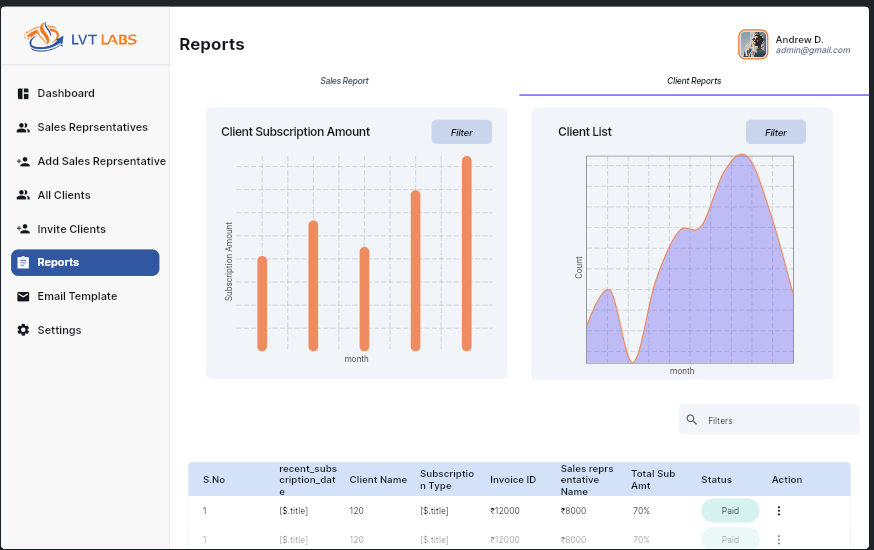 LVT LABS
Reports
Andrew D.
admin@gmail.com
Sales Report
Client Reports
Dashboard
Sales Reprsentatives
Add Sales Reprsentative
All Clients
Invite Clients
Reports
Email Template
Settings
Client Subscription Amount
Filter
Subscription Amount
month
Client List
Filter
Count
month
Filters
S.No
recent_subs
cription_dat
e
Client Name
Subscriptio
n Type
Invoice ID
Sales reprs
entative
Name
Total Sub
Amt
Status
Action
1 [$.title] 120 [$.title] ₹12000 ₹8000 70% Paid
1 [$.title] 120 [$.title] ₹12000 ₹8000 70% Paid